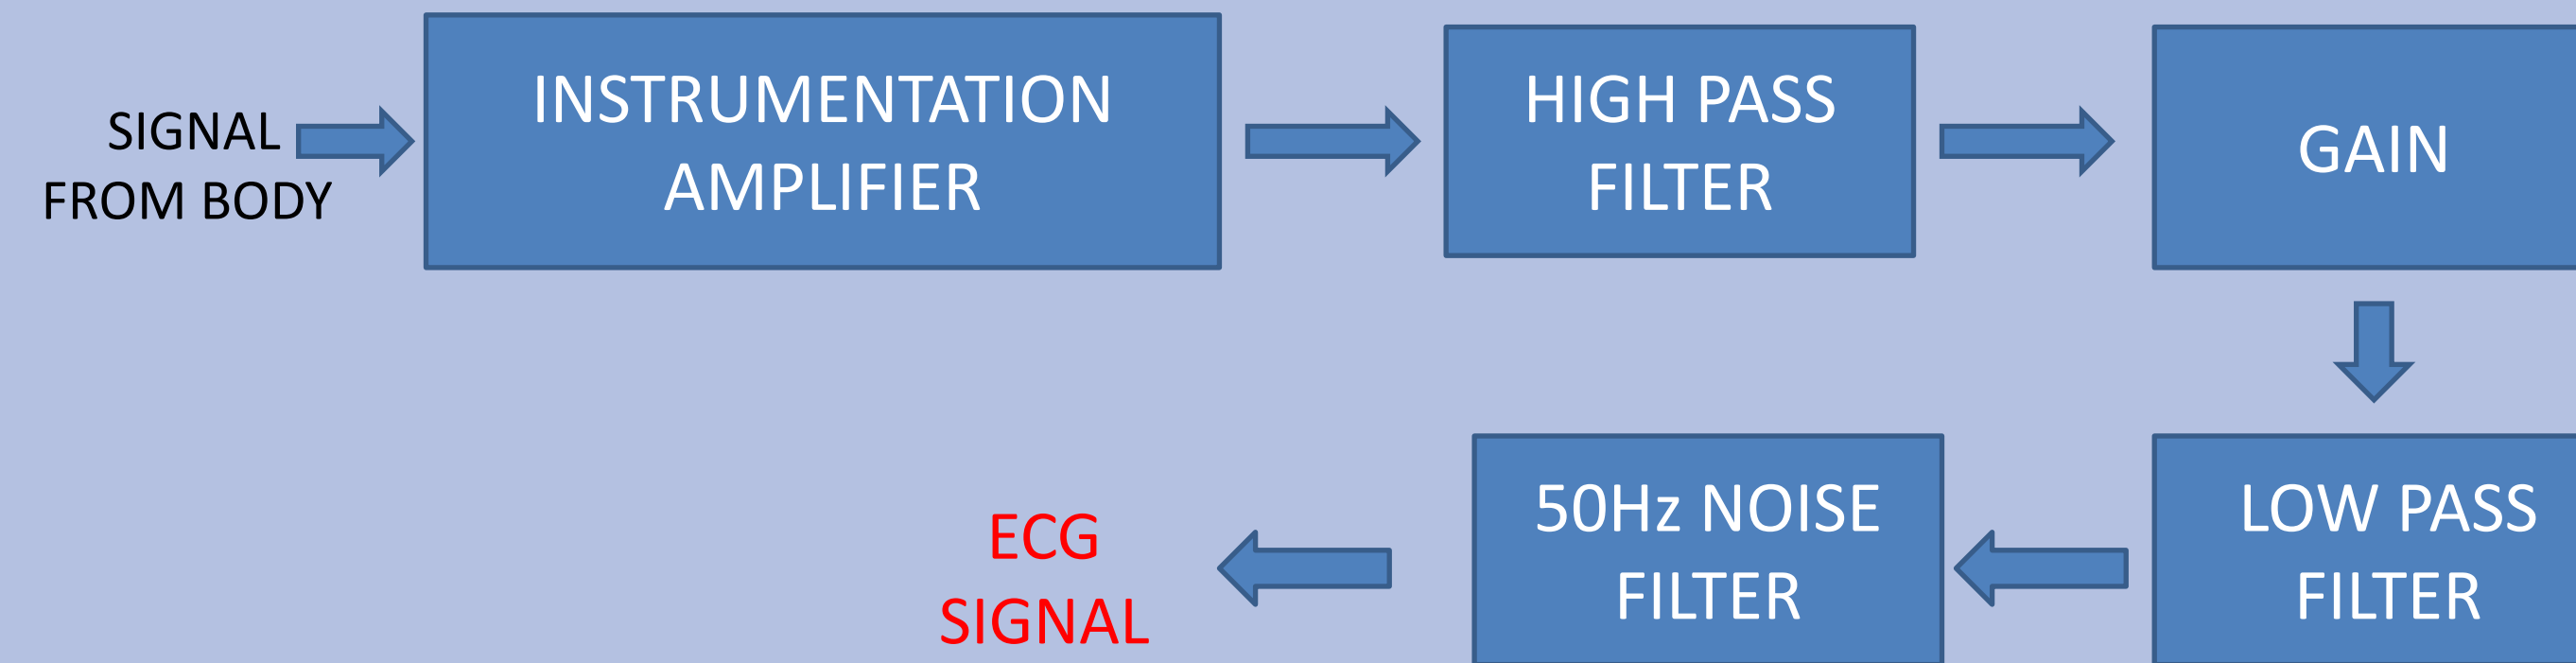 SIGNAL
FROM BODY
INSTRUMENTATION
AMPLIFIER
HIGH PASS
FILTER
GAIN
LOW PASS
FILTER
50Hz NOISE
FILTER
ECG
SIGNAL